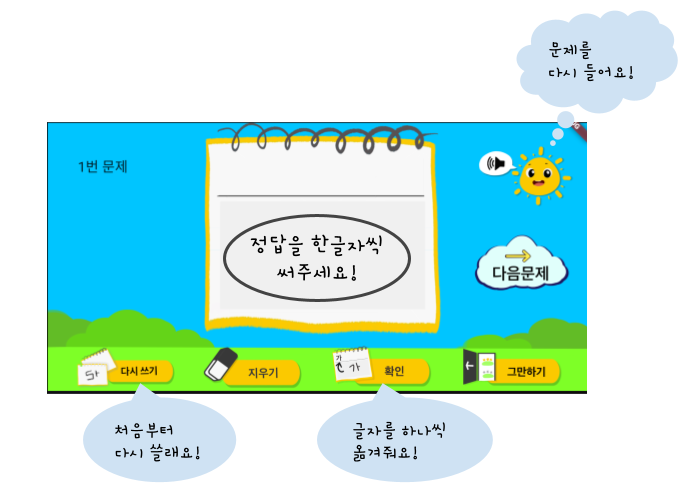 문제를
다시 들어요!
1번 문제
정답을 한글자씩
써주세요!
다음문제
다시 쓰기
지우기
가
가
확인
그만하기
처음부터
다시 쓸래요!
글자를 하나씩
옮겨줘요!